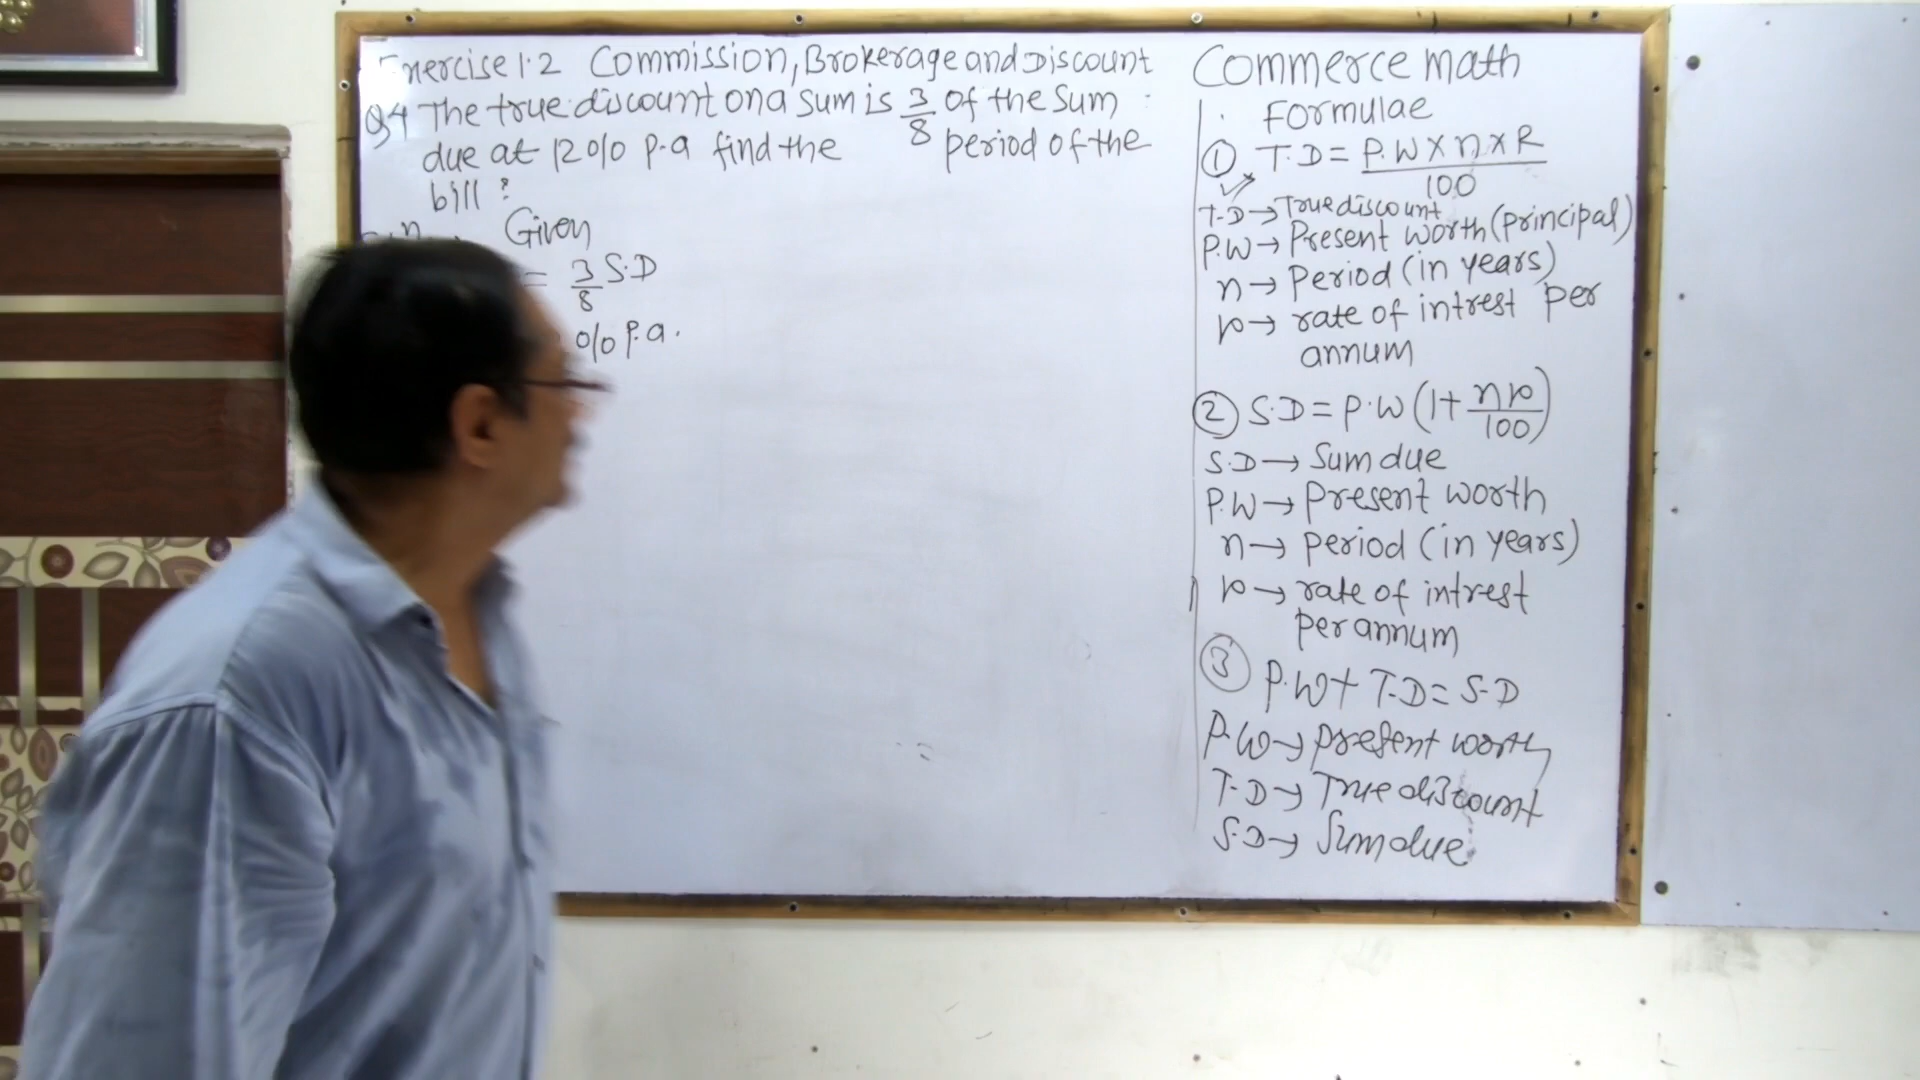 Exercise 1.2 Commission, Brokerage and Discount
Q4 The true discount on a sum is 3/8 of the sum
due at 12% p.a find the period of the
bill ?
Given
= 3/8 S.D
% p.a.
Commerce math
Formulae
① T.D = P.W x n x R / 100
T.D → True discount
P.W → Present worth (principal)
n → Period (in years)
r → rate of intrest per
annum
② S.D = P.W (1 + nr/100)
S.D → Sum due
P.W → Present worth
n → period (in years)
r → rate of intrest
per annum
③ P.W + T.D = S.D
P.W → present worth
T.D → True discount
S.D → Sum due